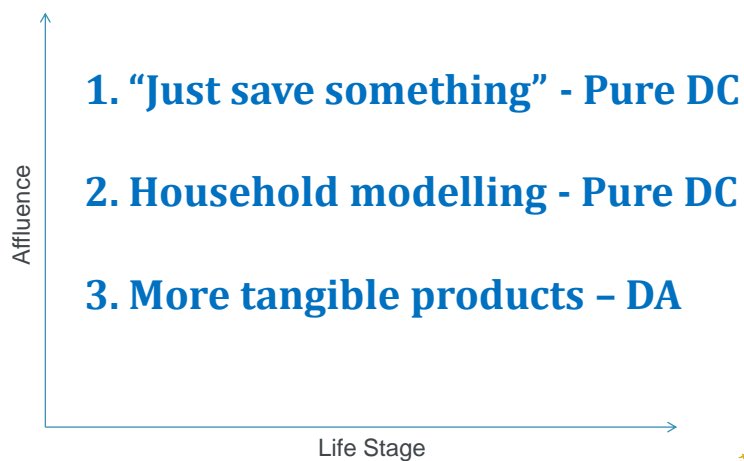 1. “Just save something” - Pure DC
2. Household modelling - Pure DC
3. More tangible products – DA
Affluence
Life Stage